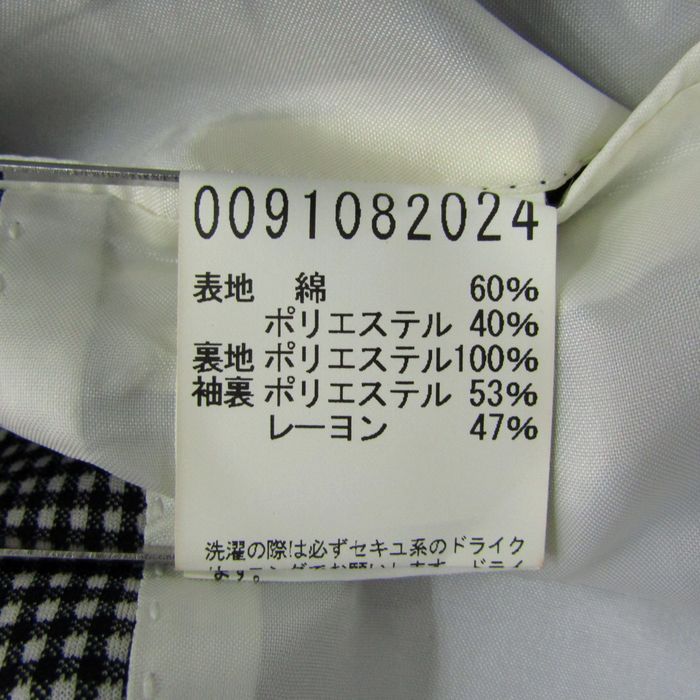 0091082024
表地 綿 60%
ポリエステル 40%
裏地 ポリエステル100%
袖裏 ポリエステル 53%
レーヨン 47%
洗濯の際は必ずセキユ系のドライク